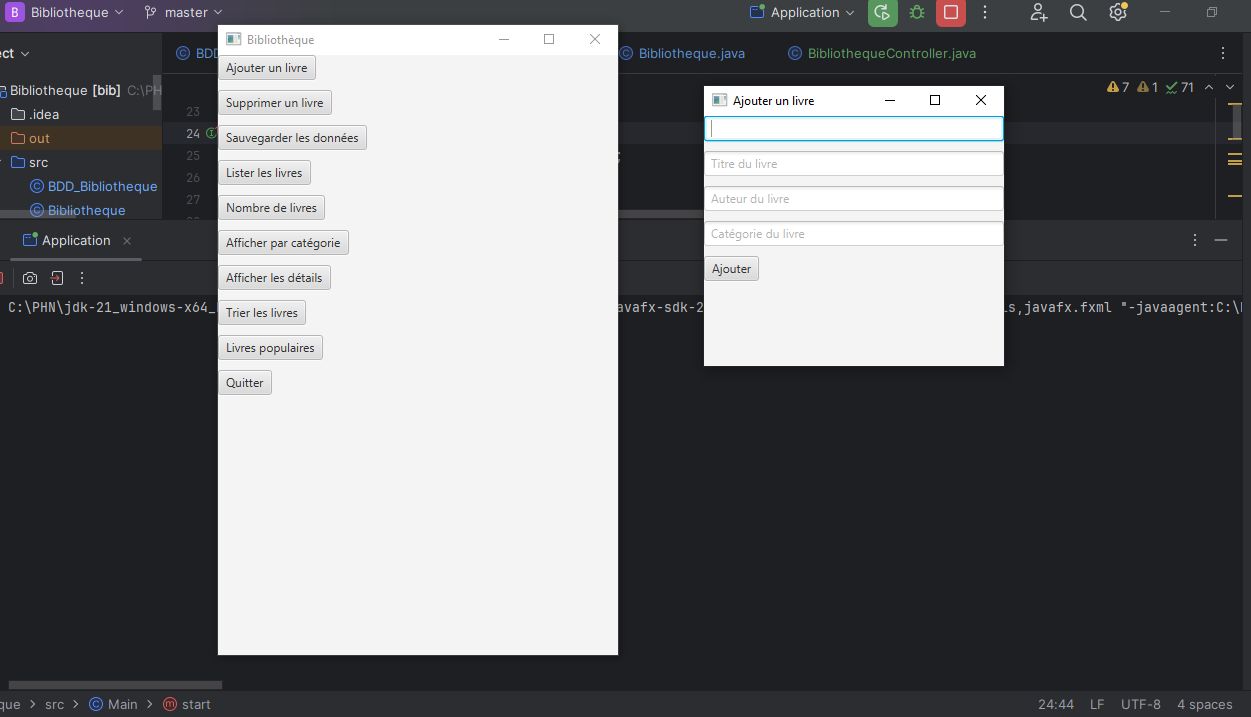 B Bibliotheque master Application
ect
BDD Bibliotheque.java BibliothequeController.java
Bibliotheque [bib] C:\PH
7 1 71
.idea
out
src
BDD_Bibliotheque
Bibliotheque
23
24
25 ;
26
27
Application
C:\PHN\jdk-21_windows-x64_ avafx-sdk-2 s,javafx.fxml "-javaagent:C:\
Bibliothèque
Ajouter un livre
Supprimer un livre
Sauvegarder les données
Lister les livres
Nombre de livres
Afficher par catégorie
Afficher les détails
Trier les livres
Livres populaires
Quitter
Ajouter un livre
Titre du livre
Auteur du livre
Catégorie du livre
Ajouter
que > src > Main > start
24:44 LF UTF-8 4 spaces